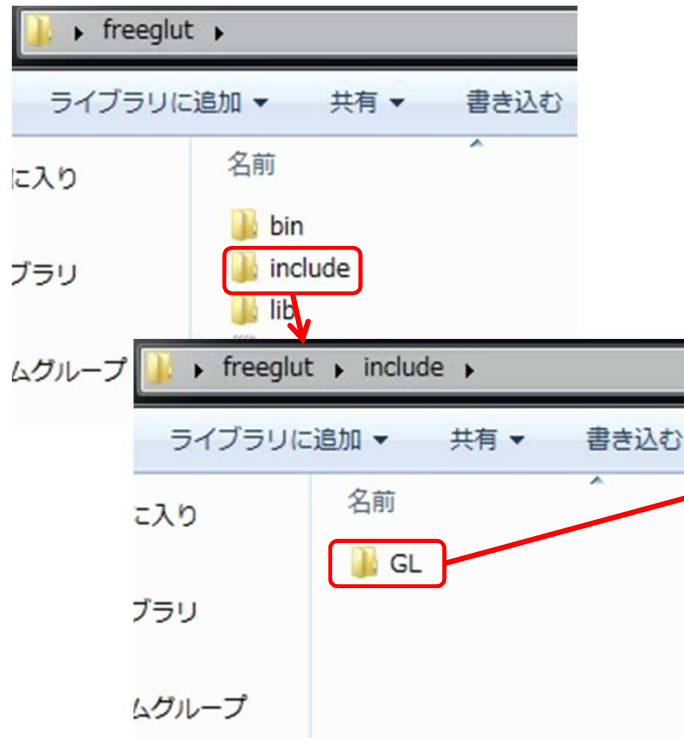 freeglut
ライブラリに追加 共有 書き込む
に入り
名前
bin
ブラリ
include
lib
ムグループ
freeglut include
ライブラリに追加 共有 書き込む
に入り
名前
GL
ブラリ
ムグループ